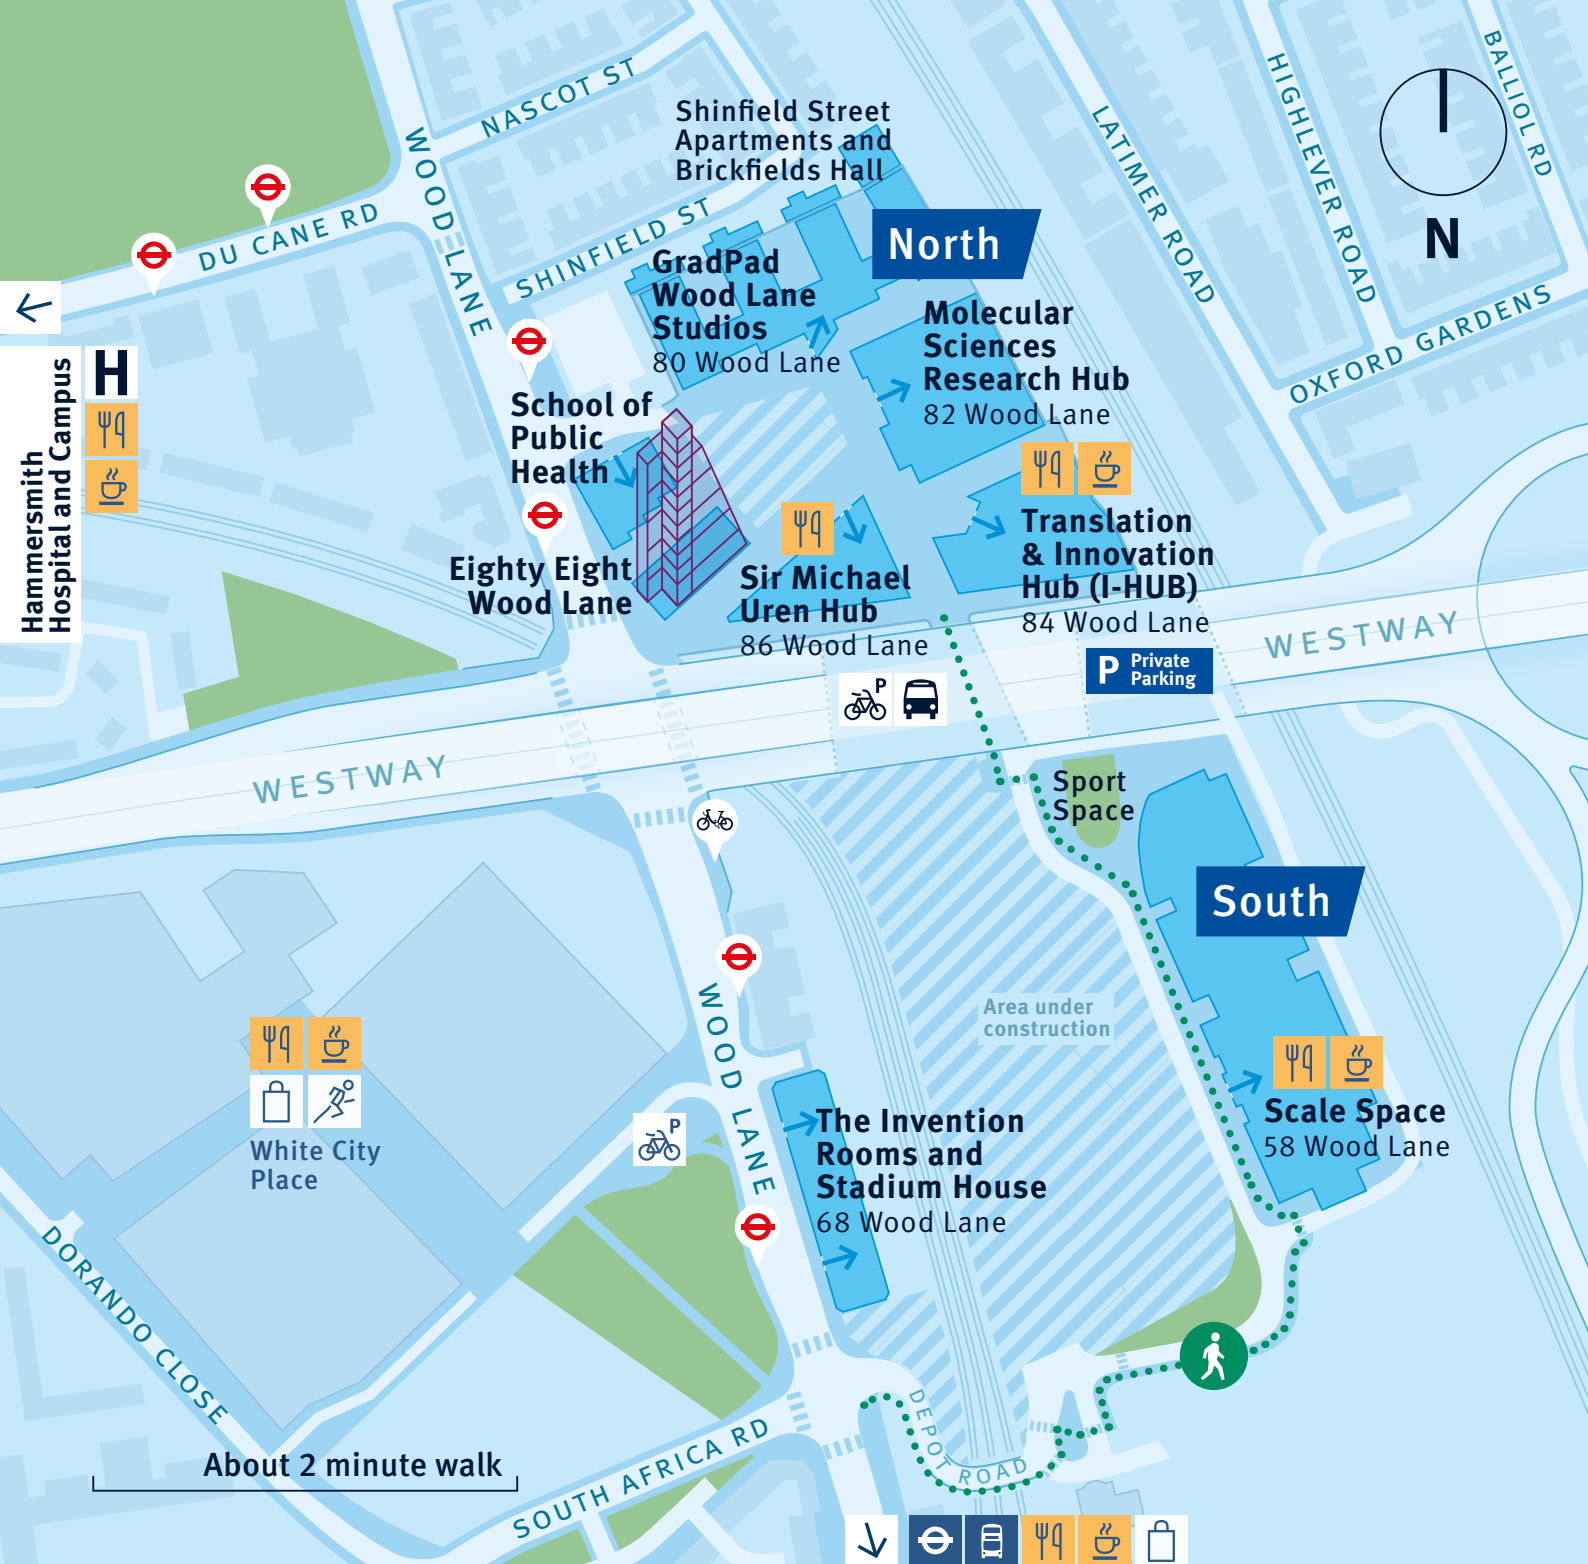 NASCOT ST
WOOD LANE
DU CANE RD
SHINFIELD ST
Shinfield Street
Apartments and
Brickfields Hall
LATIMER ROAD
HIGHLEVER ROAD
BALLIOL RD
OXFORD GARDENS
N
North
GradPad
Wood Lane
Studios
80 Wood Lane
Molecular
Sciences
Research Hub
82 Wood Lane
H
Hammersmith
Hospital and Campus
School of
Public
Health
Eighty Eight
Wood Lane
Sir Michael
Uren Hub
86 Wood Lane
Translation
& Innovation
Hub (I-HUB)
84 Wood Lane
P Private
Parking
P
WESTWAY
WESTWAY
Sport
Space
South
Area under
construction
WOOD LANE
White City
Place
P
The Invention
Rooms and
Stadium House
68 Wood Lane
Scale Space
58 Wood Lane
DORANDO CLOSE
SOUTH AFRICA RD
DEPOT ROAD
About 2 minute walk